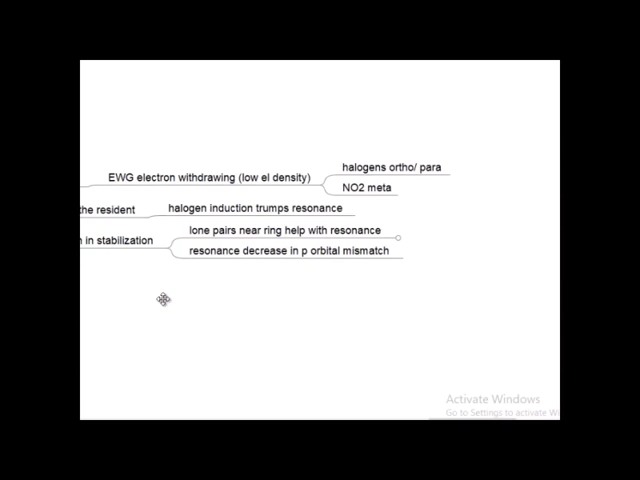 halogens ortho/ para
EWG electron withdrawing (low el density)
NO2 meta
the resident
halogen induction trumps resonance
lone pairs near ring help with resonance
in stabilization
resonance decrease in p orbital mismatch
Activate Windows
Go to Settings to activate Wi